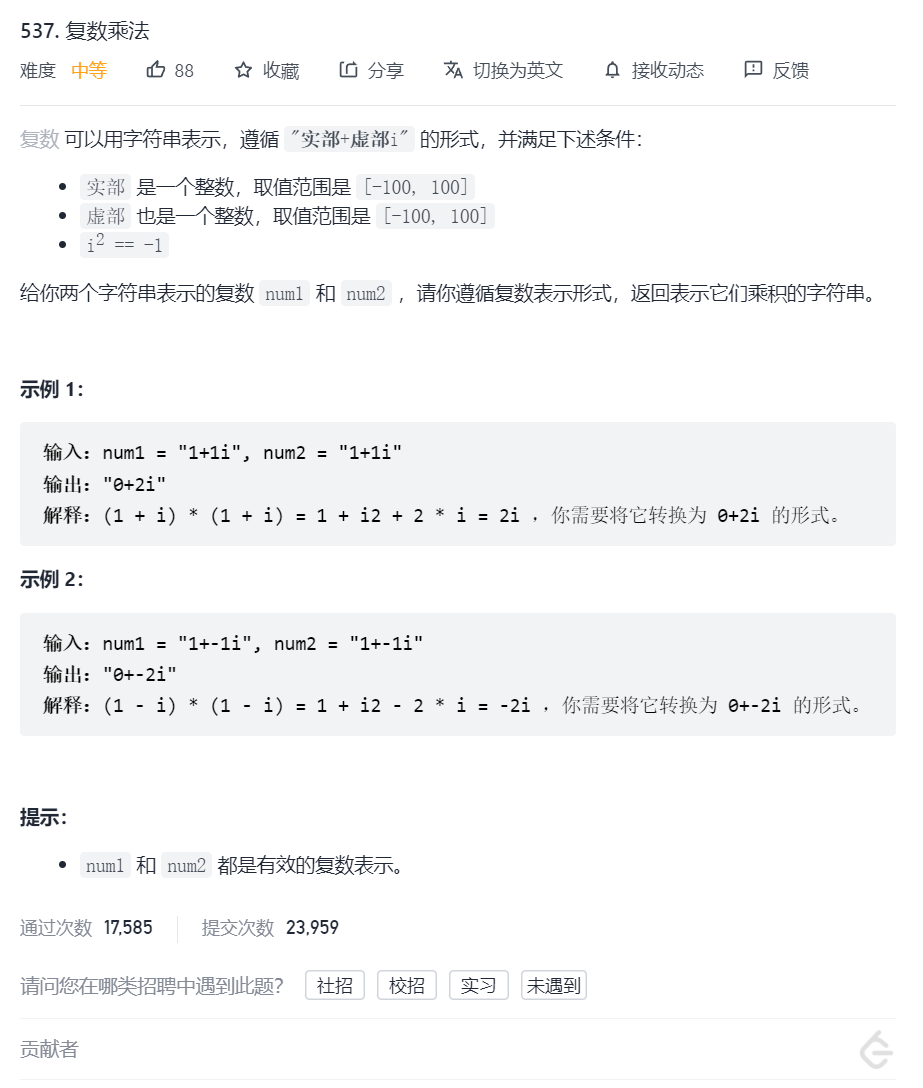 537. 复数乘法
难度 中等 88 收藏 分享 切换为英文 接收动态 反馈
复数 可以用字符串表示，遵循 "实部+虚部i" 的形式，并满足下述条件：
实部 是一个整数，取值范围是 [-100, 100]
虚部 也是一个整数，取值范围是 [-100, 100]
i² == -1
给你两个字符串表示的复数 num1 和 num2 ，请你遵循复数表示形式，返回表示它们乘积的字符串。
示例 1：
输入：num1 = "1+1i", num2 = "1+1i"
输出："0+2i"
解释：(1 + i) * (1 + i) = 1 + i2 + 2 * i = 2i ，你需要将它转换为 0+2i 的形式。
示例 2：
输入：num1 = "1+-1i", num2 = "1+-1i"
输出："0+-2i"
解释：(1 - i) * (1 - i) = 1 + i2 - 2 * i = -2i ，你需要将它转换为 0+-2i 的形式。
提示：
num1 和 num2 都是有效的复数表示。
通过次数 17,585 提交次数 23,959
请问您在哪类招聘中遇到此题？ 社招 校招 实习 未遇到
贡献者